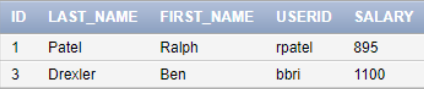 ID LAST_NAME FIRST_NAME USERID SALARY
1 Patel Ralph rpatel 895
3 Drexler Ben bbri 1100